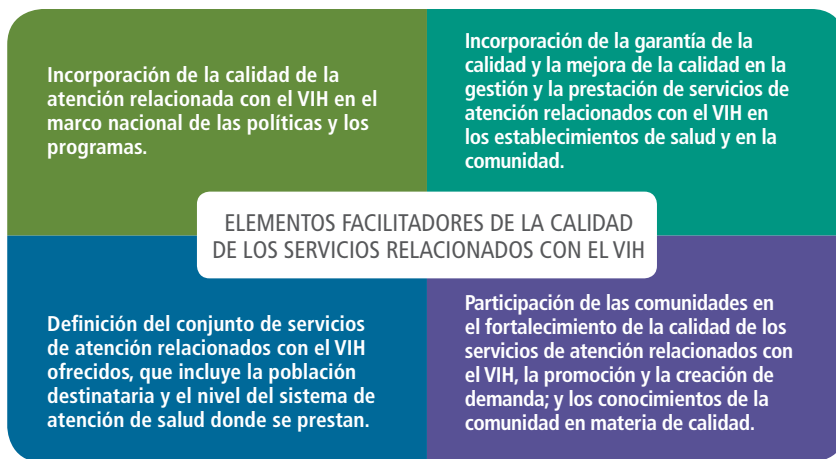 Incorporación de la calidad de la
atención relacionada con el VIH en el
marco nacional de las políticas y los
programas.
Incorporación de la garantía de la
calidad y la mejora de la calidad en la
gestión y la prestación de servicios de
atención relacionados con el VIH en
los establecimientos de salud y en la
comunidad.
ELEMENTOS FACILITADORES DE LA CALIDAD
DE LOS SERVICIOS RELACIONADOS CON EL VIH
Definición del conjunto de servicios
de atención relacionados con el VIH
ofrecidos, que incluye la población
destinataria y el nivel del sistema de
atención de salud donde se prestan.
Participación de las comunidades en
el fortalecimiento de la calidad de los
servicios de atención relacionados con
el VIH, la promoción y la creación de
demanda; y los conocimientos de la
comunidad en materia de calidad.